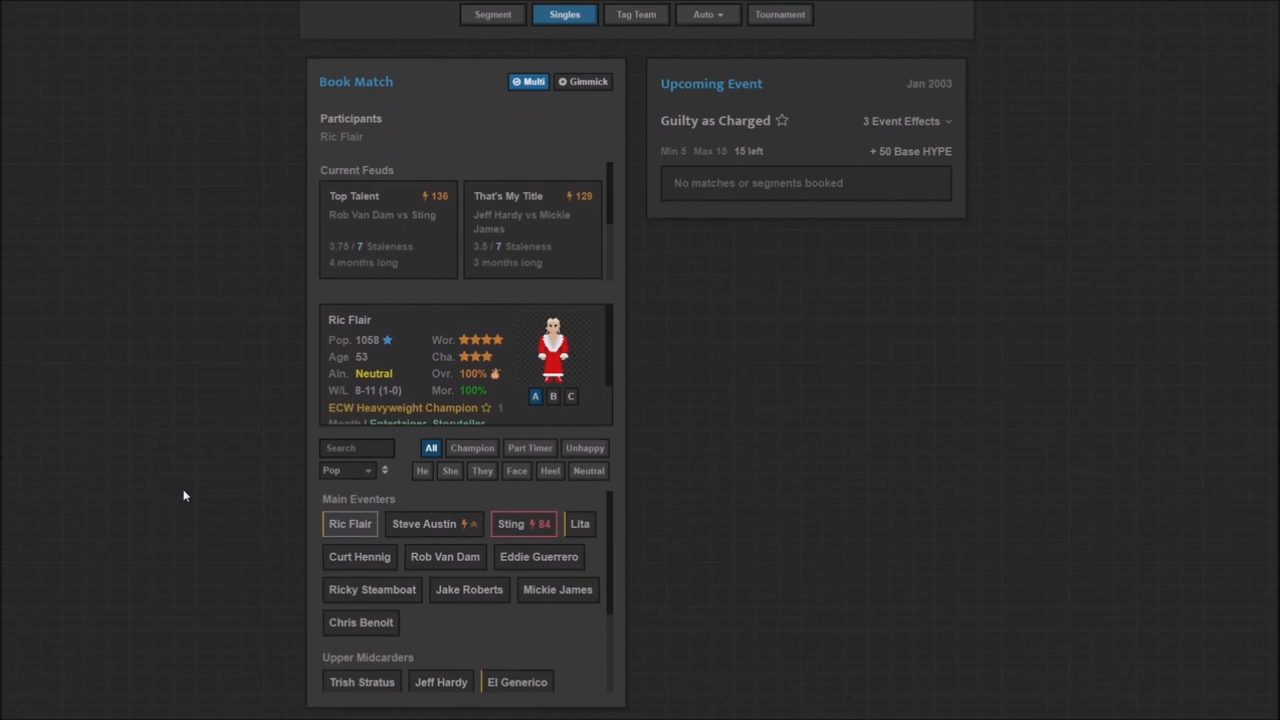 Segment Singles Tag Team Auto Tournament
Book Match Multi Gimmick
Participants
Ric Flair
Current Feuds
Top Talent 136
Rob Van Dam vs Sting
3.75 / 7 Staleness
4 months long
That's My Title 129
Jeff Hardy vs Mickie
James
3.5 / 7 Staleness
3 months long
Ric Flair
Pop. 1058 Wor.
Age 53 Cha.
Aln. Neutral Ovr. 100%
W/L 8-11 (1-0) Mor. 100%
A B C
ECW Heavyweight Champion 1
Month | Entertainer, Storyteller
Search All Champion Part Timer Unhappy
Pop He She They Face Heel Neutral
Main Eventers
Ric Flair Steve Austin Sting 84 Lita
Curt Hennig Rob Van Dam Eddie Guerrero
Ricky Steamboat Jake Roberts Mickie James
Chris Benoit
Upper Midcarders
Trish Stratus Jeff Hardy El Generico
Upcoming Event Jan 2003
Guilty as Charged 3 Event Effects
Min 5 Max 15 15 left + 50 Base HYPE
No matches or segments booked